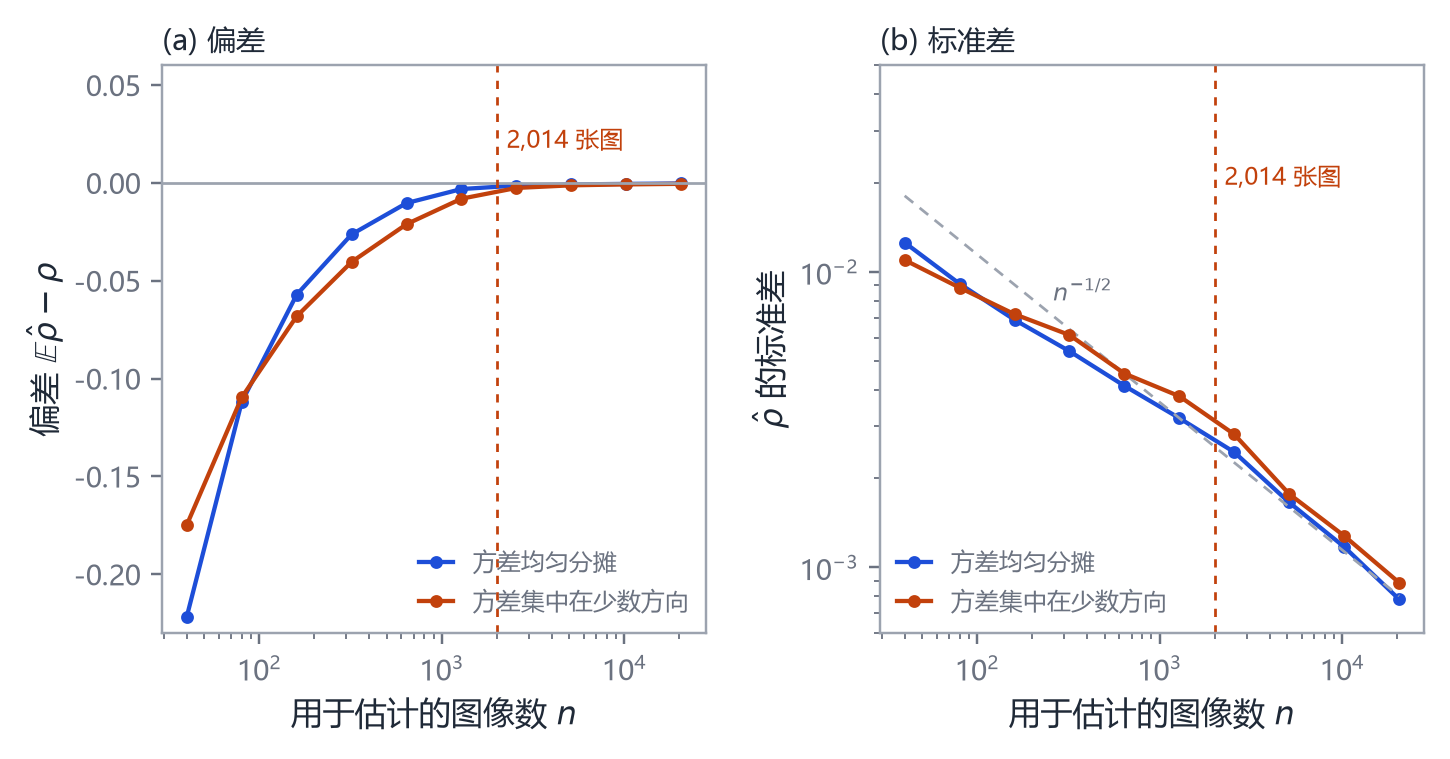 (a) 偏差
0.05
0.00
-0.05
-0.10
-0.15
-0.20
偏差 𝔼ρ̂ − ρ
2,014 张图
方差均匀分摊
方差集中在少数方向
10²
10³
10⁴
用于估计的图像数 n
(b) 标准差
10⁻²
10⁻³
ρ̂ 的标准差
2,014 张图
n⁻¹/²
方差均匀分摊
方差集中在少数方向
10²
10³
10⁴
用于估计的图像数 n